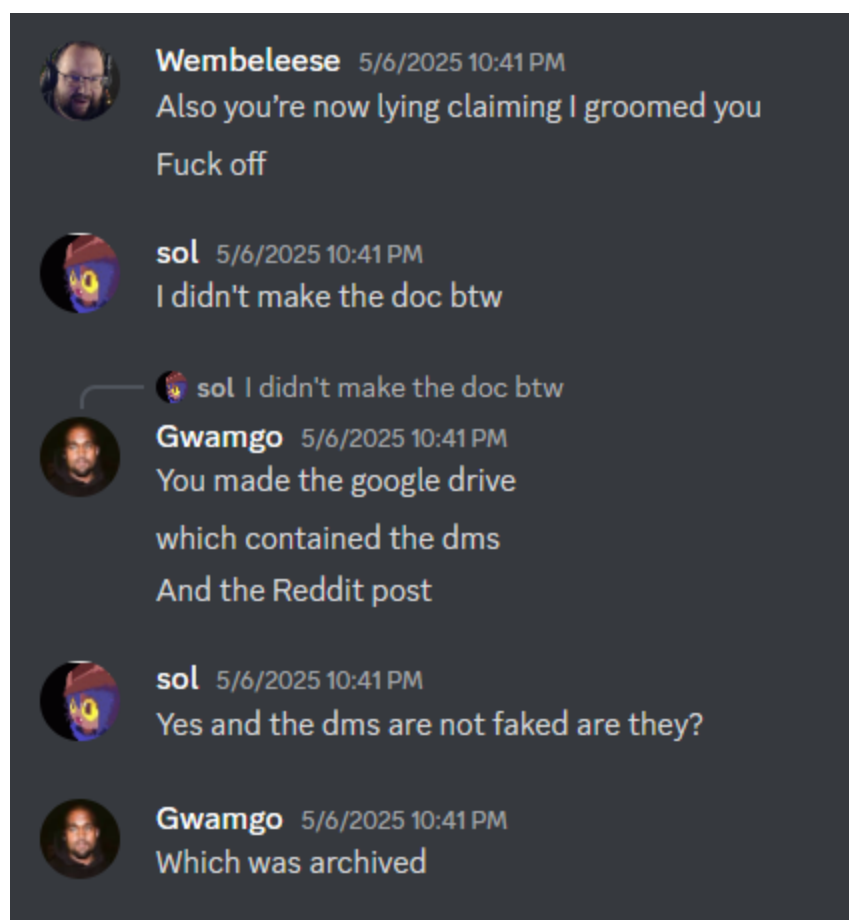 Wembeleese 5/6/2025 10:41 PM
Also you’re now lying claiming I groomed you
Fuck off
sol 5/6/2025 10:41 PM
I didn't make the doc btw
sol I didn't make the doc btw
Gwamgo 5/6/2025 10:41 PM
You made the google drive
which contained the dms
And the Reddit post
sol 5/6/2025 10:41 PM
Yes and the dms are not faked are they?
Gwamgo 5/6/2025 10:41 PM
Which was archived